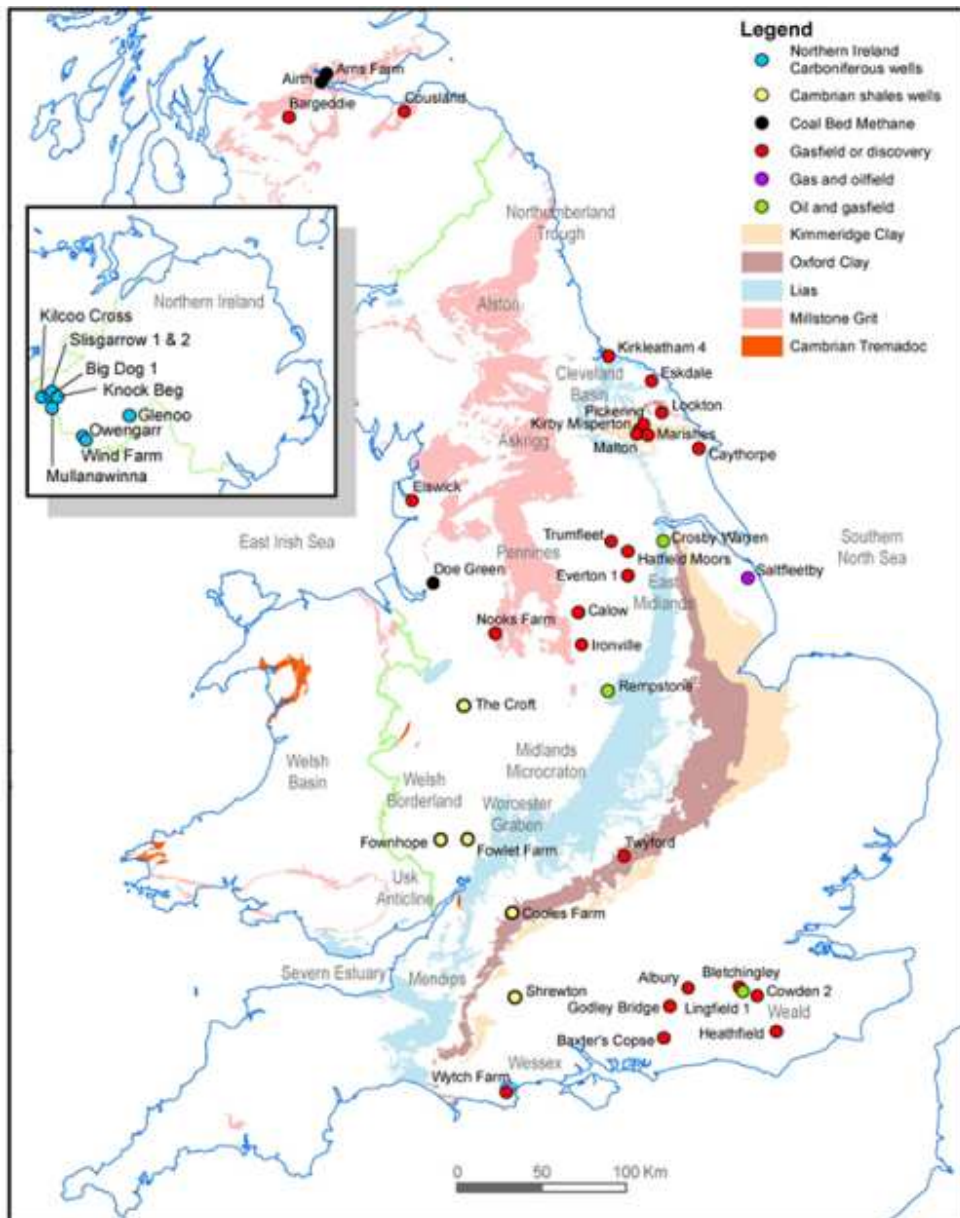 Legend
Northern Ireland
Carboniferous wells
Cambrian shales wells
Coal Bed Methane
Gasfield or discovery
Gas and oilfield
Oil and gasfield
Kimmeridge Clay
Oxford Clay
Lias
Millstone Grit
Cambrian Tremadoc
Arns Farm
Airth
Bargeddie
Cousland
Northumberland
Trough
Alston
Northern Ireland
Kilcoo Cross
Slisgarrow 1 & 2
Big Dog 1
Knock Beg
Glenoo
Owengarr
Wind Farm
Mullanawinna
Kirkleatham 4
Cleveland
Basin
Eskdale
Lockton
Pickering
Kirby Misperton
Marishes
Malton
Caythorpe
Askrigg
Elswick
East Irish Sea
Pennines
Trumfleet
Crosby Warren
Hatfield Moors
Southern
North Sea
Saltfleetby
Doe Green
Everton 1
East
Midlands
Calow
Nooks Farm
Ironville
Rempstone
The Croft
Welsh
Basin
Midlands
Microcraton
Welsh
Borderland
Worcester
Graben
Fownhope
Fowlet Farm
Twyford
Usk
Anticline
Cooles Farm
Severn Estuary
Mendips
Shrewton
Albury
Bletchingley
Cowden 2
Godley Bridge
Lingfield 1
Weald
Heathfield
Baxter's Copse
Wessex
Wytch Farm
0 50 100 Km